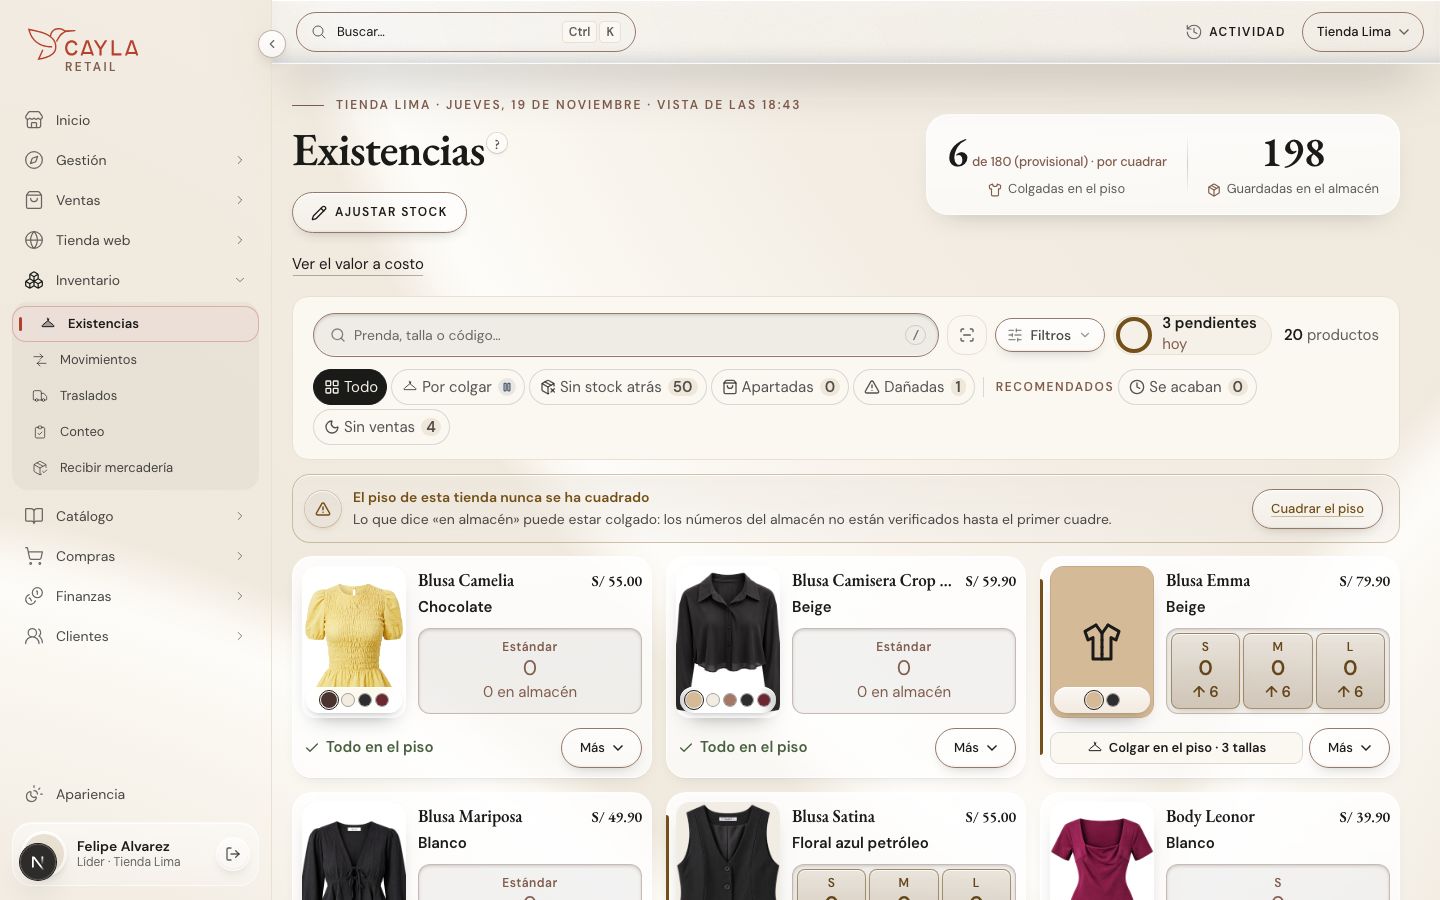 CAYLA
RETAIL
Inicio
Gestión
Ventas
Tienda web
Inventario
Existencias
Movimientos
Traslados
Conteo
Recibir mercadería
Catálogo
Compras
Finanzas
Clientes
Apariencia
N
Felipe Alvarez
Líder · Tienda Lima
Buscar...
Ctrl K
ACTIVIDAD
Tienda Lima
TIENDA LIMA · JUEVES, 19 DE NOVIEMBRE · VISTA DE LAS 18:43
Existencias ?
AJUSTAR STOCK
Ver el valor a costo
6 de 180 (provisional) · por cuadrar
Colgadas en el piso
198
Guardadas en el almacén
Prenda, talla o código... /
Filtros
3 pendientes
hoy
20 productos
Todo
Por colgar
Sin stock atrás 50
Apartadas 0
Dañadas 1
RECOMENDADOS
Se acaban 0
Sin ventas 4
El piso de esta tienda nunca se ha cuadrado
Lo que dice «en almacén» puede estar colgado: los números del almacén no están verificados hasta el primer cuadre.
Cuadrar el piso
Blusa Camelia S/ 55.00
Chocolate
Estándar
0
0 en almacén
Todo en el piso
Más
Blusa Camisera Crop ... S/ 59.90
Beige
Estándar
0
0 en almacén
Todo en el piso
Más
Blusa Emma S/ 79.90
Beige
S M L
0 0 0
↑ 6 ↑ 6 ↑ 6
Colgar en el piso · 3 tallas
Más
Blusa Mariposa S/ 49.90
Blanco
Estándar
Blusa Satina S/ 55.00
Floral azul petróleo
S M L
Body Leonor S/ 39.90
Blanco
S